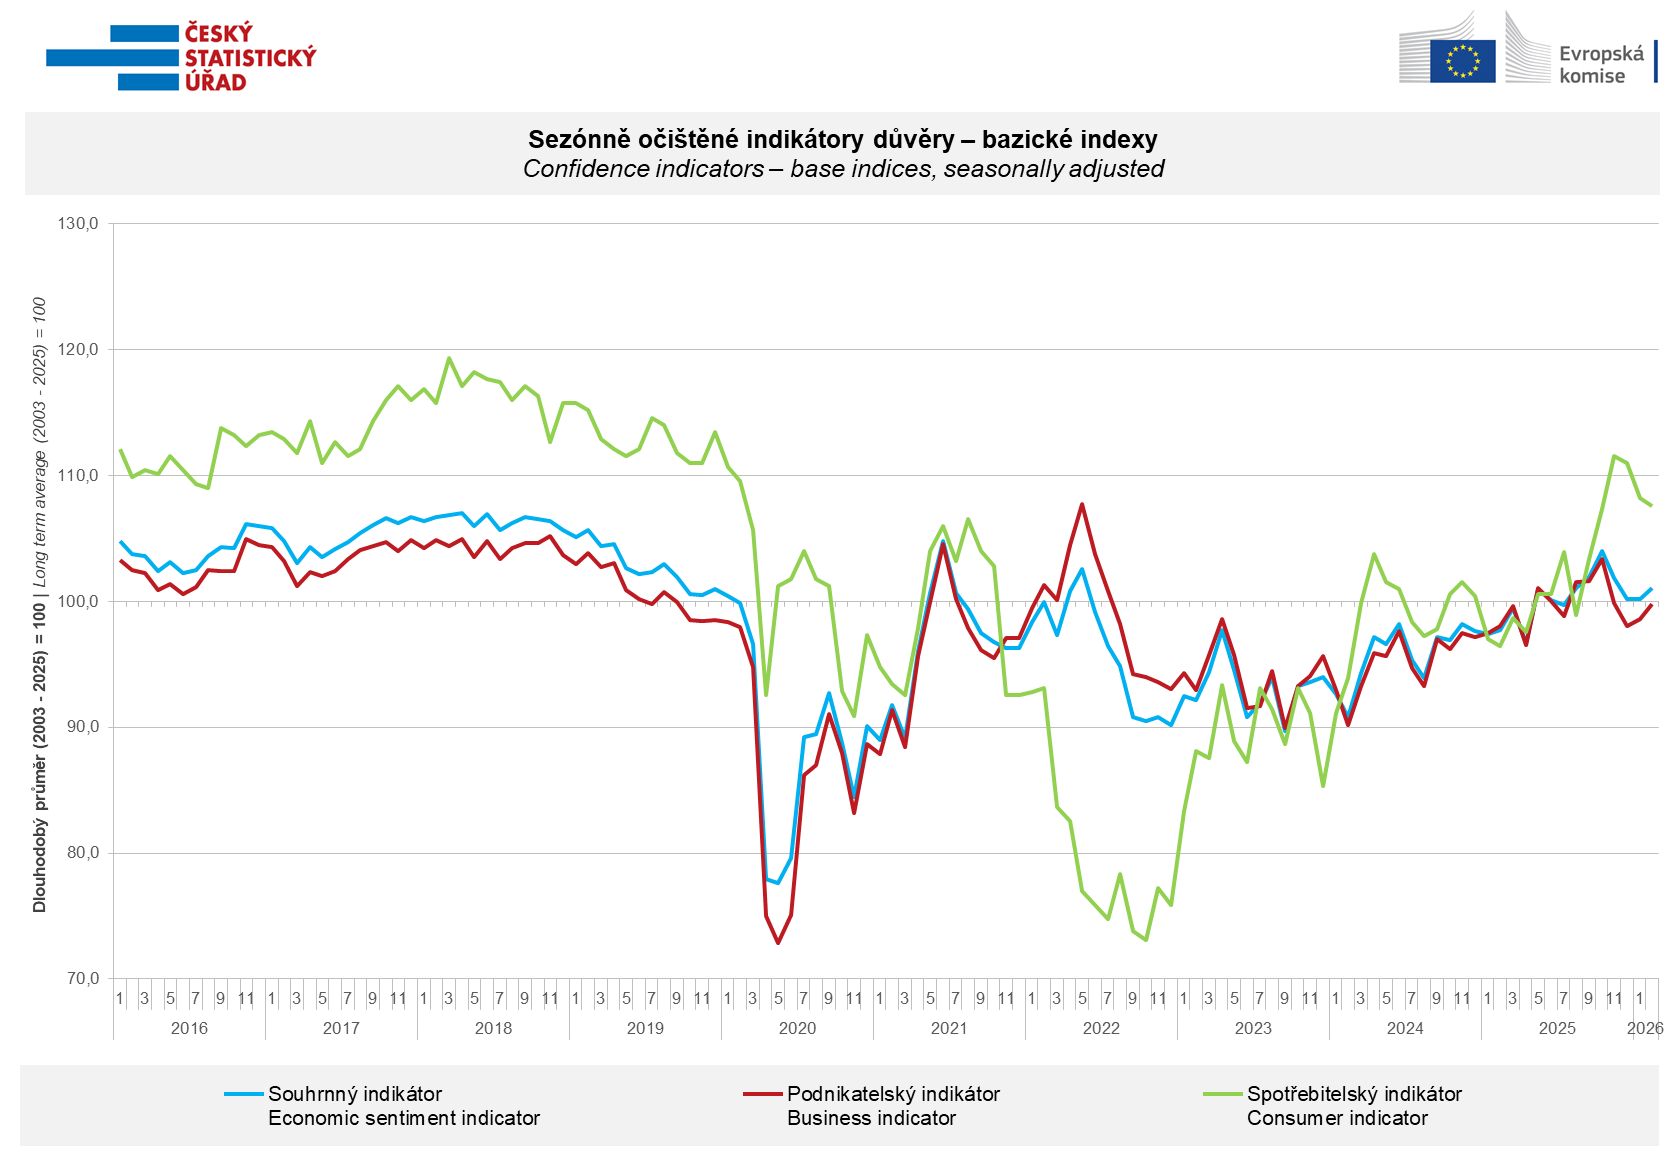 ČESKÝ
STATISTICKÝ
ÚŘAD
Evropská
komise
Sezónně očištěné indikátory důvěry – bazické indexy
Confidence indicators – base indices, seasonally adjusted
Dlouhodobý průměr (2003 - 2025) = 100 | Long term average (2003 - 2025) = 100
130,0
120,0
110,0
100,0
90,0
80,0
70,0
1 3 5 7 9 11 1 3 5 7 9 11 1 3 5 7 9 11 1 3 5 7 9 11 1 3 5 7 9 11 1 3 5 7 9 11 1 3 5 7 9 11 1 3 5 7 9 11 1 3 5 7 9 11 1 3 5 7 9 11 1
2016 2017 2018 2019 2020 2021 2022 2023 2024 2025 2026
Souhrnný indikátor
Economic sentiment indicator
Podnikatelský indikátor
Business indicator
Spotřebitelský indikátor
Consumer indicator